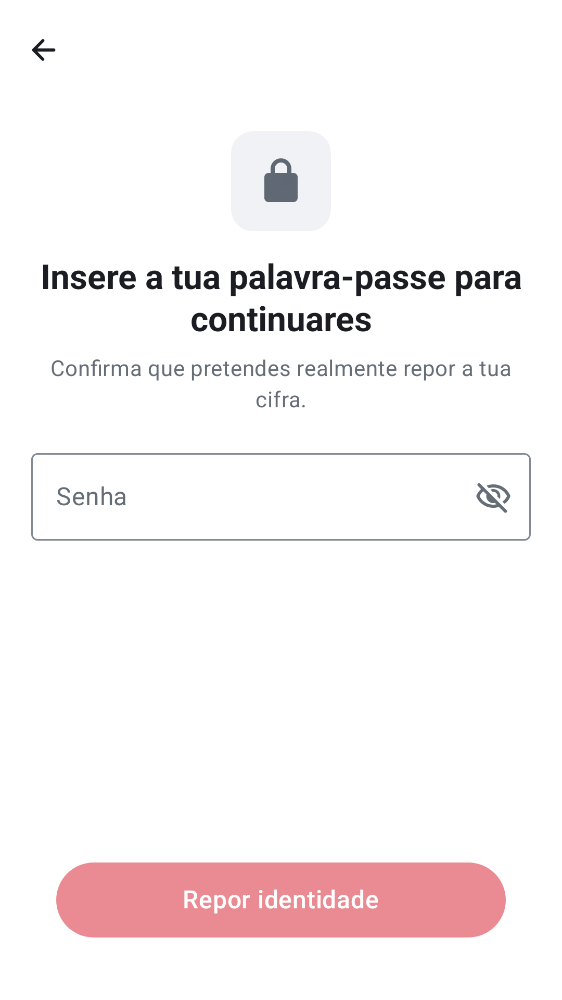 Insere a tua palavra-passe para
continuares
Confirma que pretendes realmente repor a tua
cifra.
Senha
Repor identidade